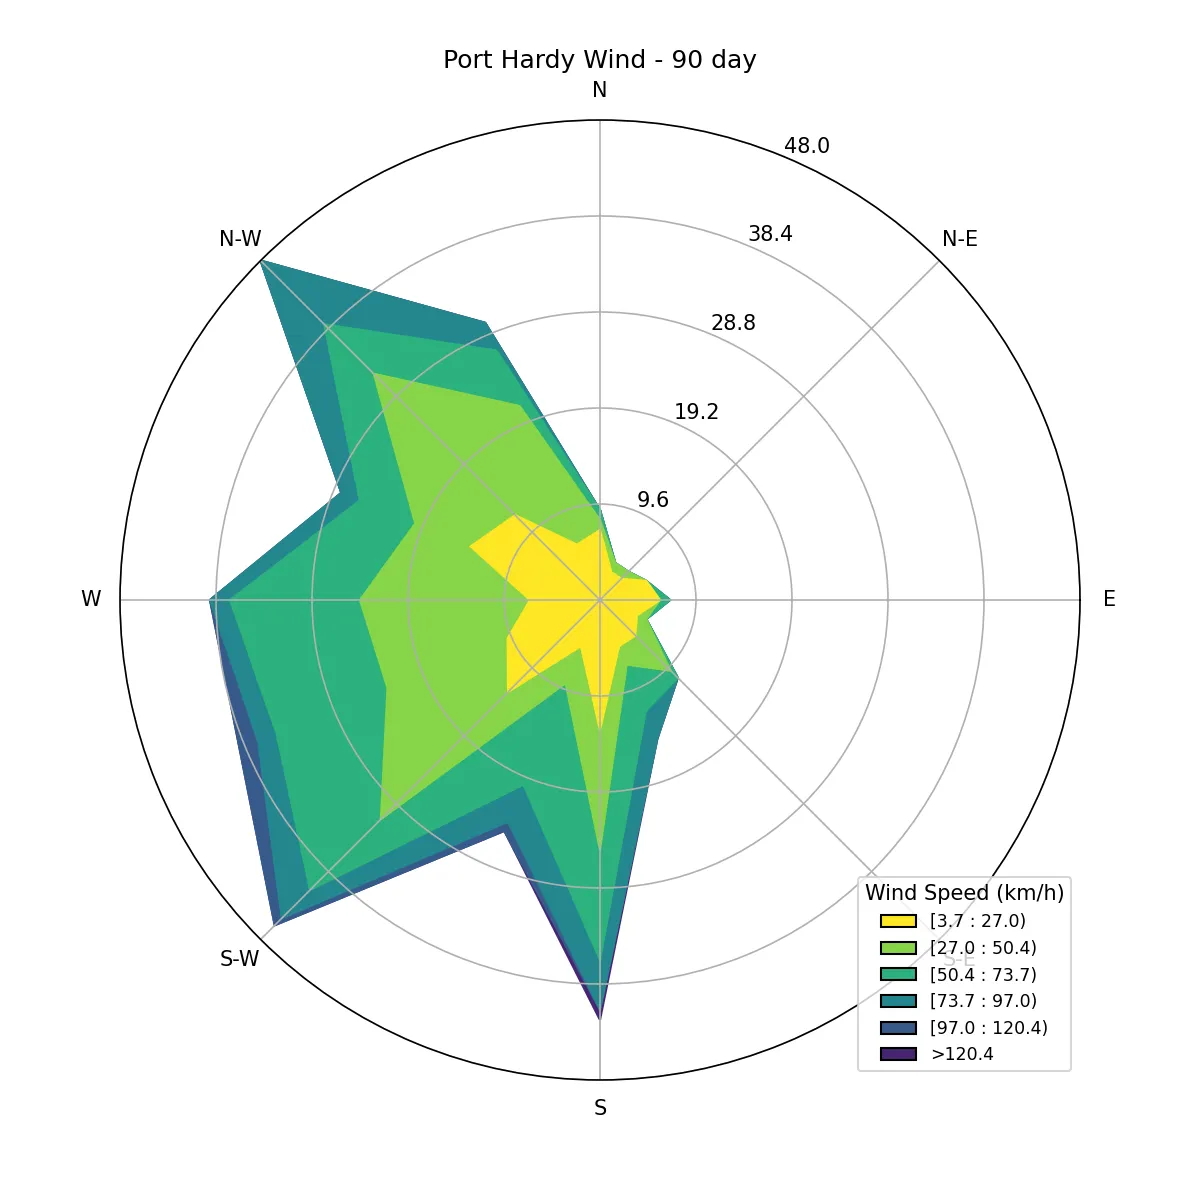 Port Hardy Wind - 90 day
N
48.0
38.4
N-W
N-E
28.8
19.2
9.6
W
E
Wind Speed (km/h)
[3.7 : 27.0)
[27.0 : 50.4)
S-W
S-E
[50.4 : 73.7)
[73.7 : 97.0)
[97.0 : 120.4)
>120.4
S